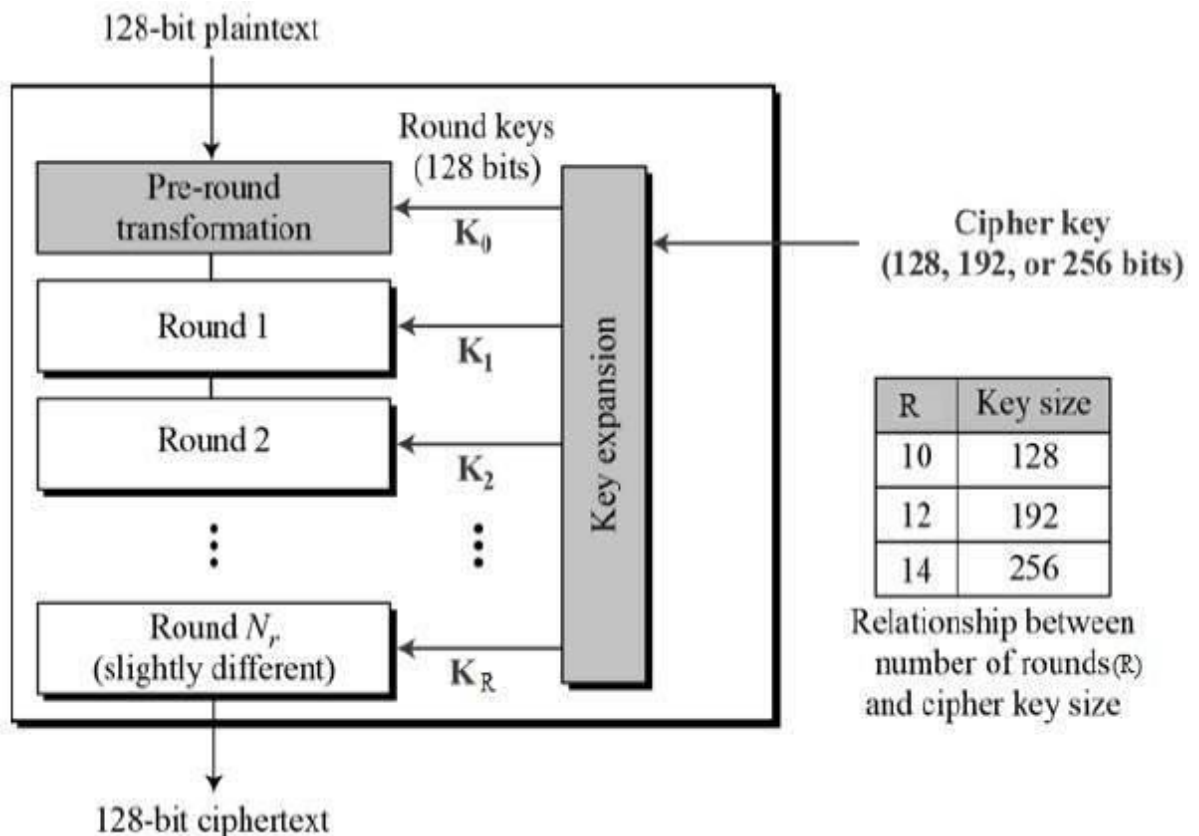 128-bit plaintext
Round keys
(128 bits)
Pre-round
transformation
K0
Cipher key
(128, 192, or 256 bits)
Round 1
K1
Key expansion
Round 2
K2
R Key size
10 128
12 192
14 256
Relationship between
number of rounds(R)
and cipher key size
Round Nr
(slightly different)
KR
128-bit ciphertext